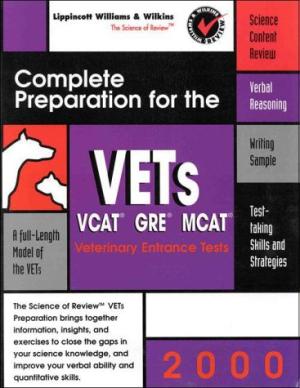 Lippincott Williams & Wilkins
The Science of Review™
WILLIAMS & WILKINS
REVIEW
Science
Content
Review
Complete
Preparation for the
Verbal
Reasoning
Writing
Sample
VETs
VCAT® GRE® MCAT®
Veterinary Entrance Tests
Test-
taking
Skills and
Strategies
A full-Length
Model of
the VETs
The Science of Review™ VETs
Preparation brings together
information, insights, and
exercises to close the gaps in
your science knowledge, and
improve your verbal ability and
quantitative skills.
2000